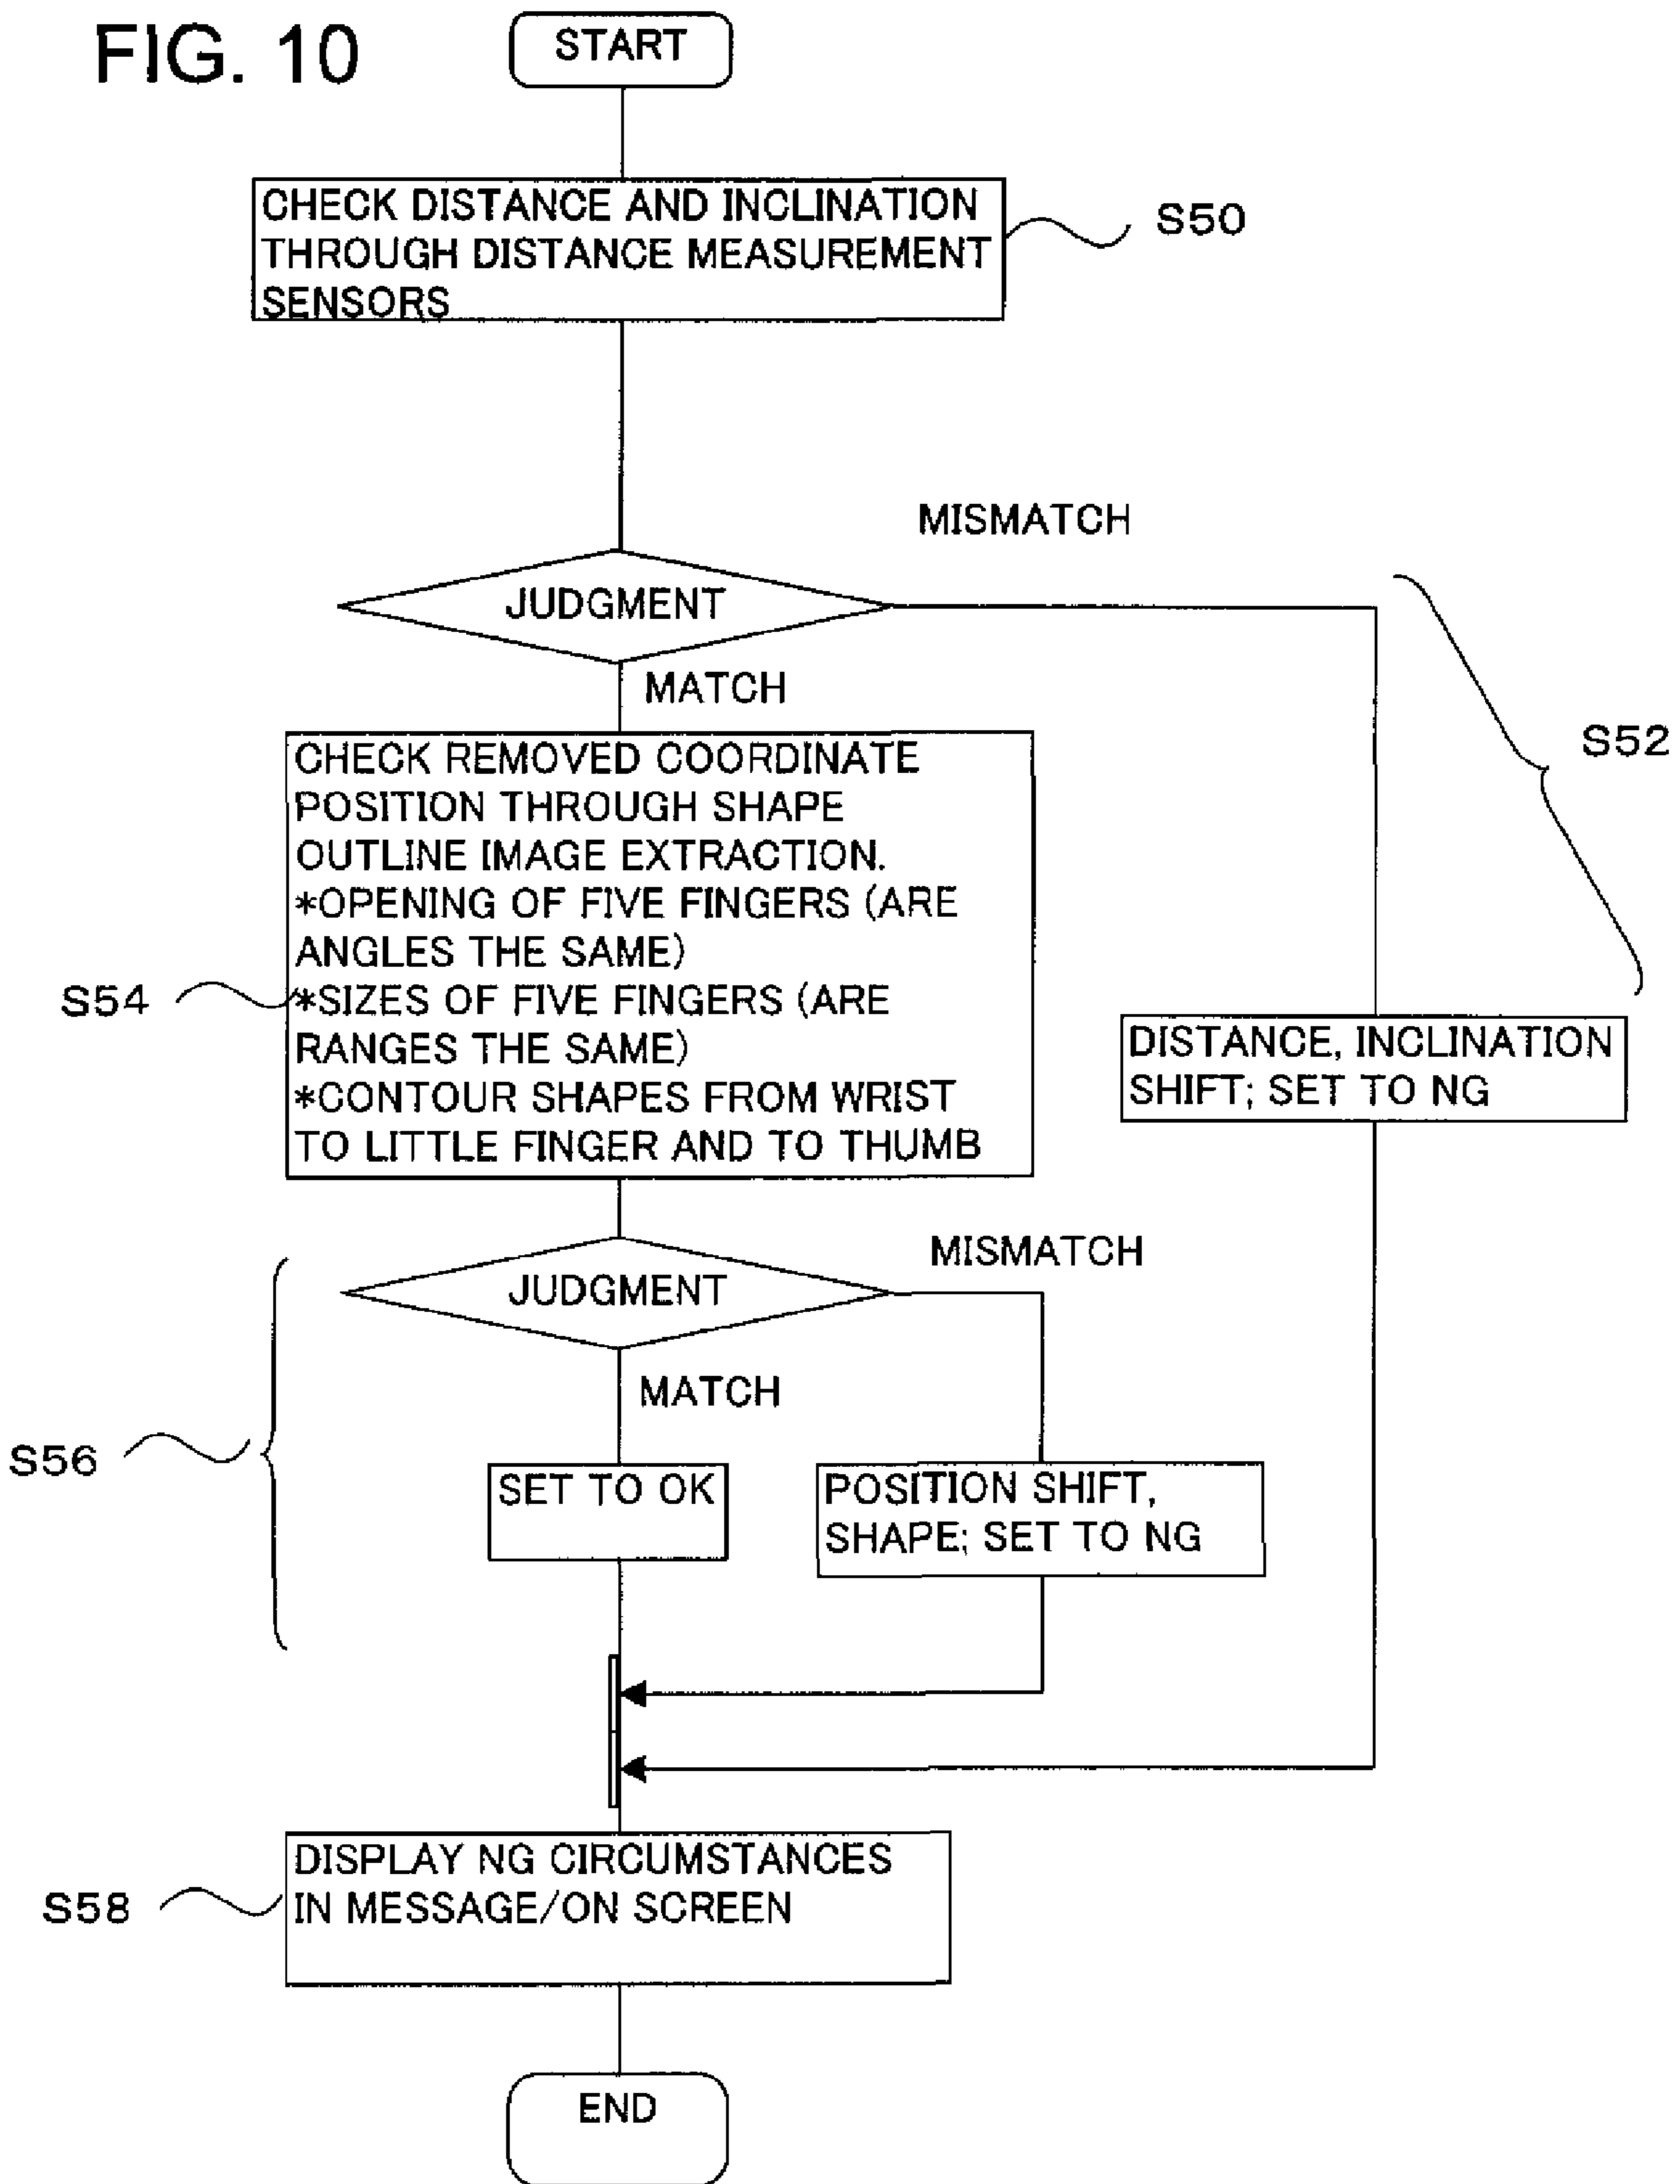 FIG. 10
START
CHECK DISTANCE AND INCLINATION
THROUGH DISTANCE MEASUREMENT
SENSORS
S50
MISMATCH
JUDGMENT
MATCH
S52
CHECK REMOVED COORDINATE
POSITION THROUGH SHAPE
OUTLINE IMAGE EXTRACTION.
*OPENING OF FIVE FINGERS (ARE
ANGLES THE SAME)
*SIZES OF FIVE FINGERS (ARE
RANGES THE SAME)
*CONTOUR SHAPES FROM WRIST
TO LITTLE FINGER AND TO THUMB
S54
DISTANCE, INCLINATION
SHIFT; SET TO NG
MISMATCH
JUDGMENT
MATCH
S56
SET TO OK
POSITION SHIFT,
SHAPE; SET TO NG
DISPLAY NG CIRCUMSTANCES
IN MESSAGE/ON SCREEN
S58
END